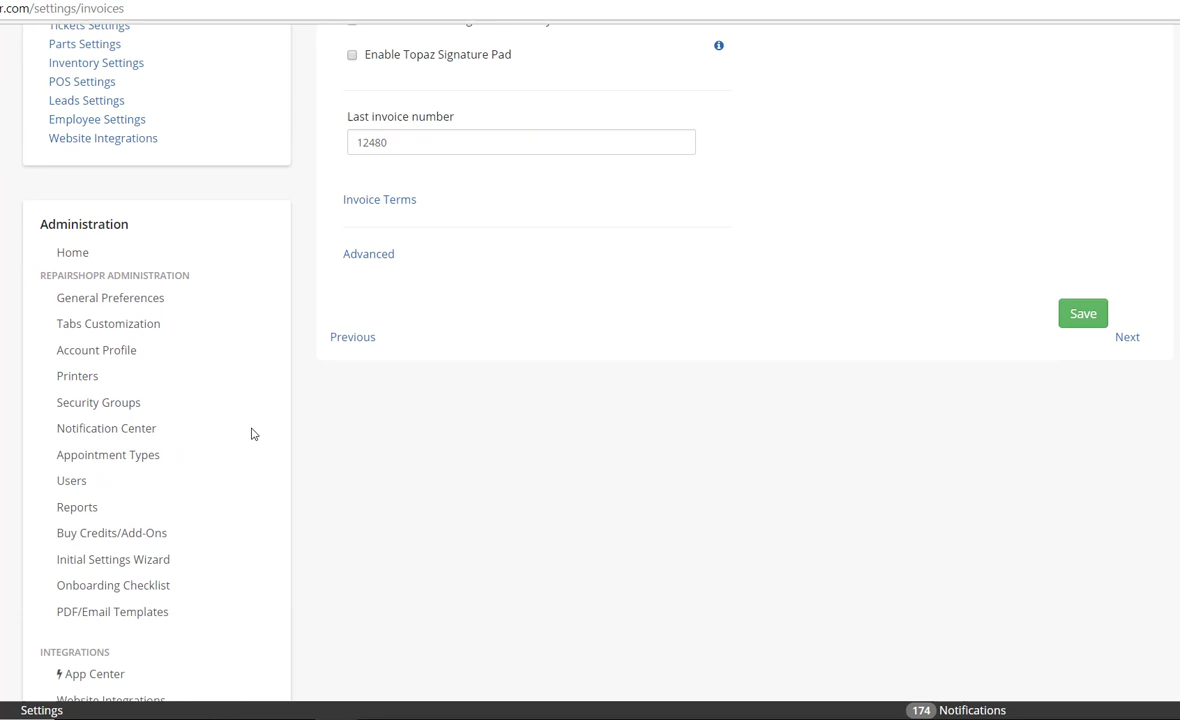 r.com/settings/invoices
Tickets Settings
Parts Settings
Inventory Settings
POS Settings
Leads Settings
Employee Settings
Website Integrations
Enable Topaz Signature Pad
Last invoice number
12480
Invoice Terms
Advanced
Save
Previous
Next
Administration
Home
REPAIRSHOPR ADMINISTRATION
General Preferences
Tabs Customization
Account Profile
Printers
Security Groups
Notification Center
Appointment Types
Users
Reports
Buy Credits/Add-Ons
Initial Settings Wizard
Onboarding Checklist
PDF/Email Templates
INTEGRATIONS
App Center
Website Integrations
Settings
174 Notifications